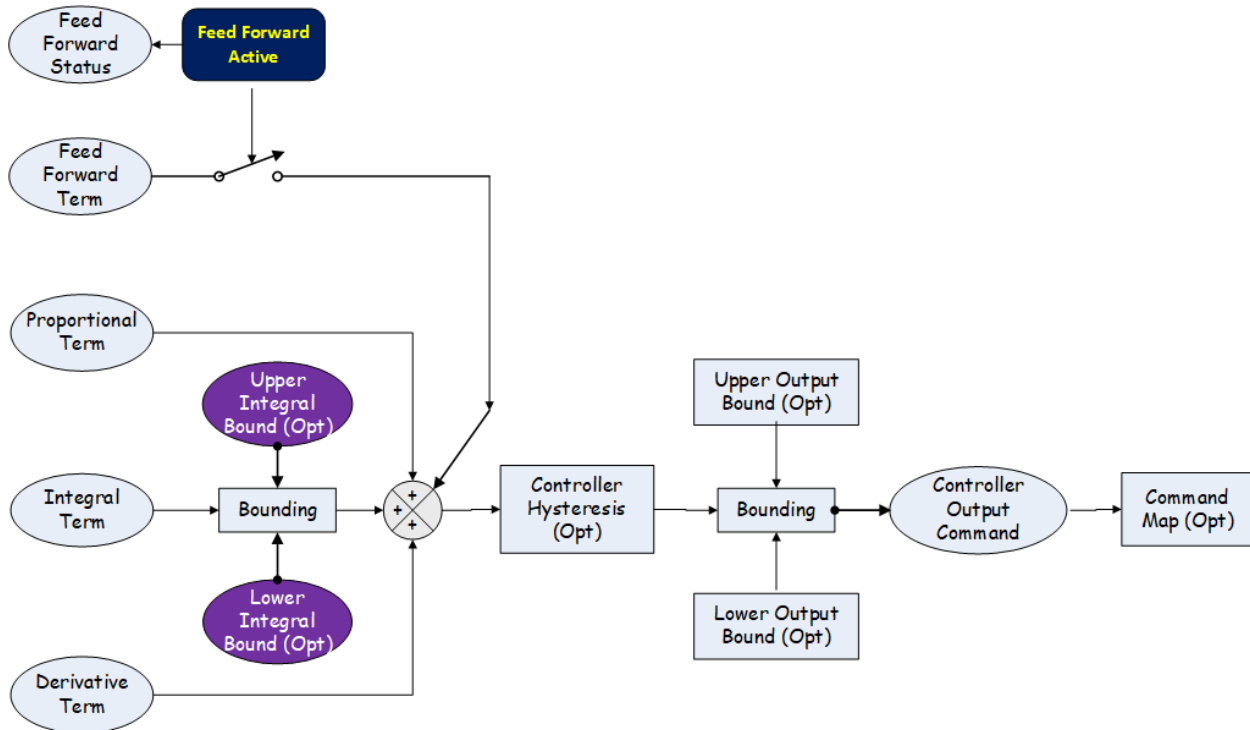 Feed
Forward
Status
Feed Forward
Active
Feed
Forward
Term
Proportional
Term
Upper
Integral
Bound (Opt)
Upper Output
Bound (Opt)
Integral
Term
Bounding
+
+
+
Controller
Hysteresis
(Opt)
Bounding
Controller
Output
Command
Command
Map (Opt)
Lower
Integral
Bound (Opt)
Lower Output
Bound (Opt)
Derivative
Term